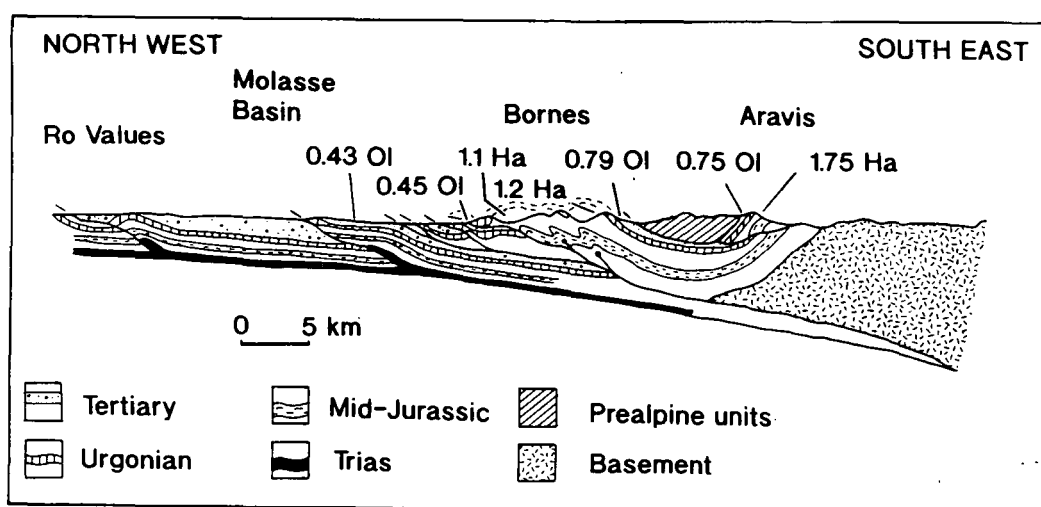 NORTH WEST
SOUTH EAST
Molasse
Basin
Bornes
Aravis
Ro Values
0.43 Ol
1.1 Ha
0.79 Ol
0.75 Ol
1.75 Ha
0.45 Ol
1.2 Ha
0 5 km
Tertiary
Mid-Jurassic
Prealpine units
Urgonian
Trias
Basement